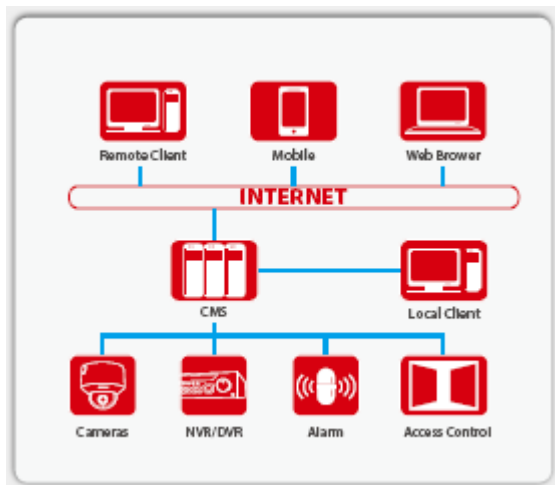 Remote Client
Mobile
Web Brower
INTERNET
CMS
Local Client
Cameras
NVR/DVR
Alarm
Access Control